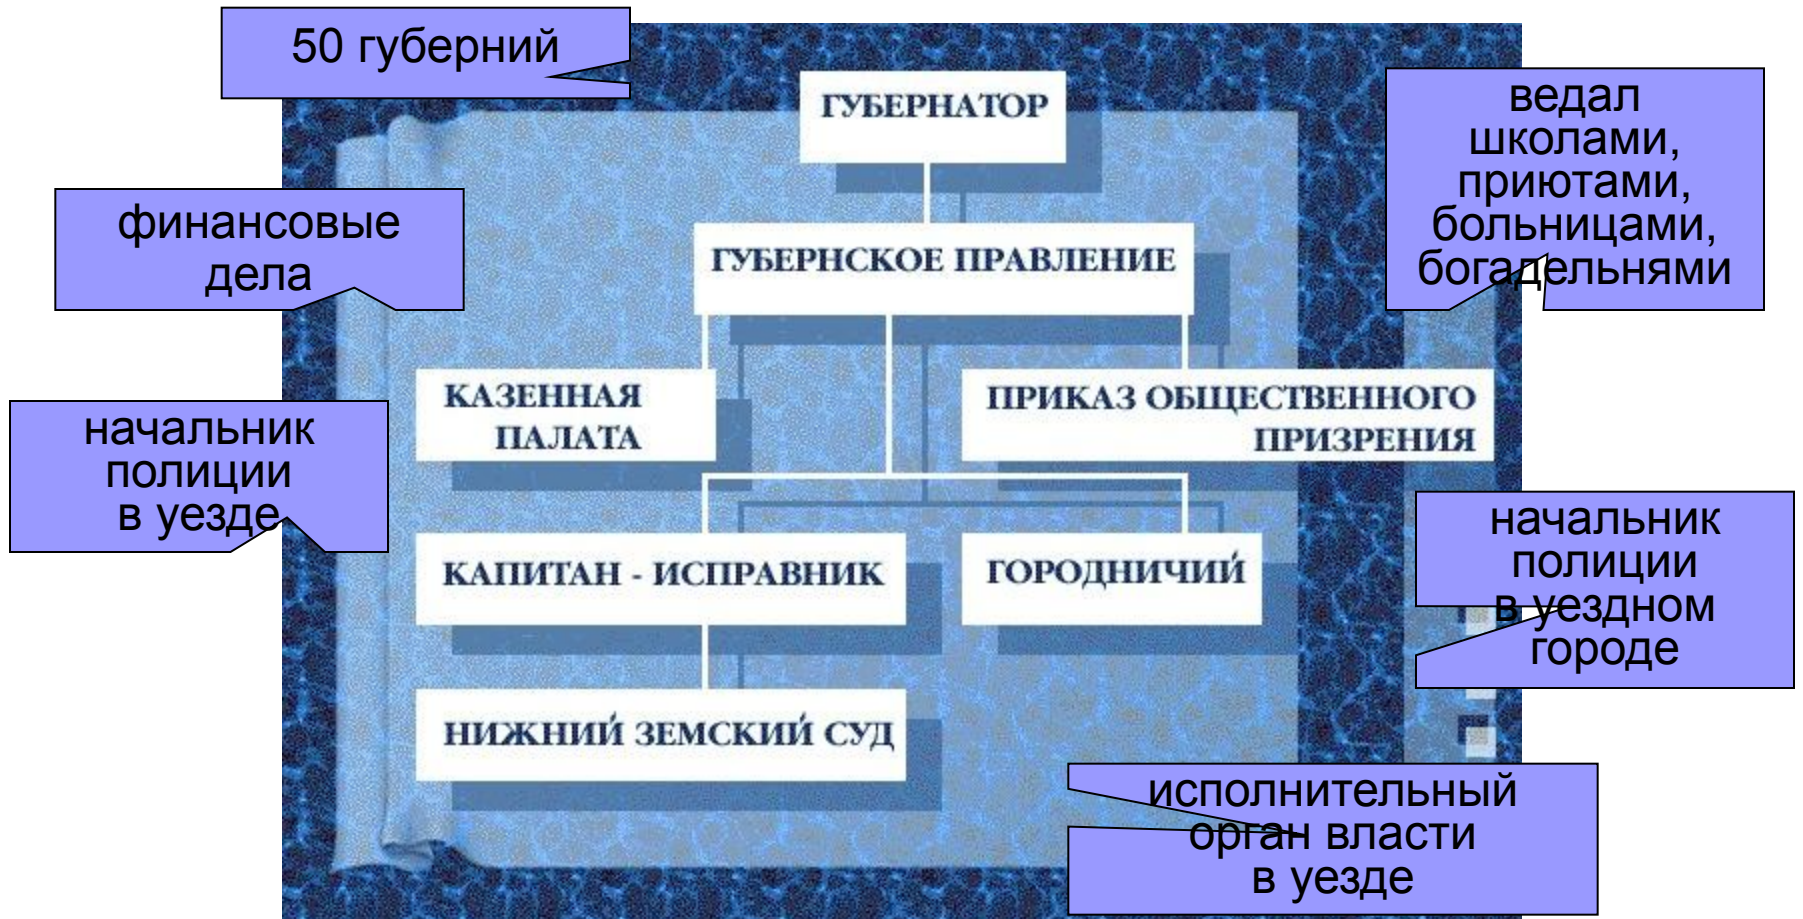 50 губерний
ГУБЕРНАТОР
ведал
школами,
приютами,
больницами,
богадельнями
финансовые
дела
ГУБЕРНСКОЕ ПРАВЛЕНИЕ
КАЗЕННАЯ
ПАЛАТА
ПРИКАЗ ОБЩЕСТВЕННОГО
ПРИЗРЕНИЯ
начальник
полиции
в уезде
КАПИТАН - ИСПРАВНИК
ГОРОДНИЧИЙ
начальник
полиции
в уездном
городе
НИЖНИЙ ЗЕМСКИЙ СУД
исполнительный
орган власти
в уезде